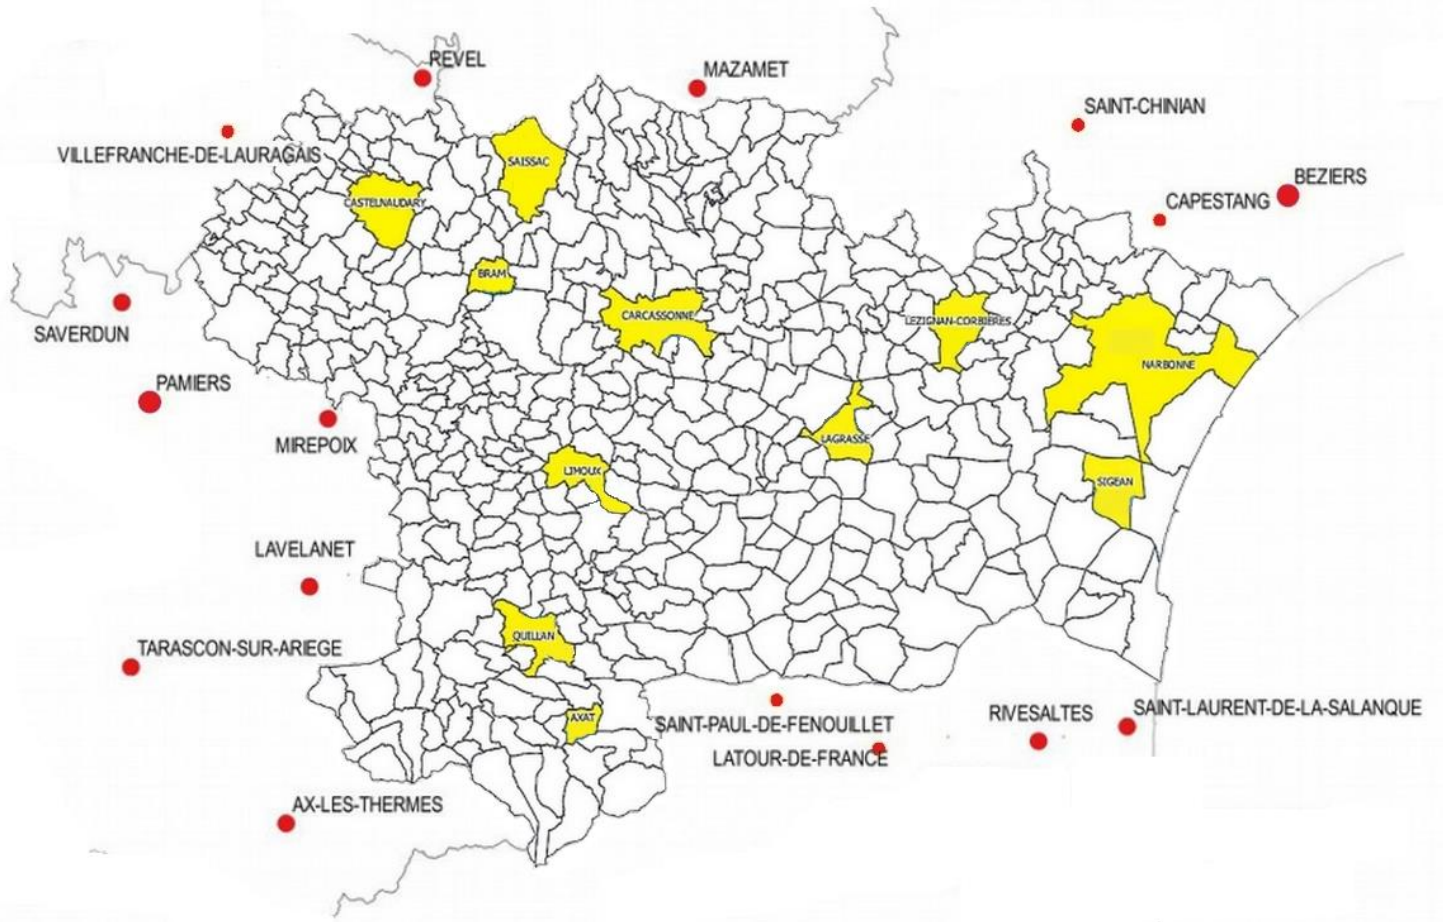 REVEL
MAZAMET
SAINT-CHINIAN
VILLEFRANCHE-DE-LAURAGAIS
SAISSAC
BEZIERS
CASTELNAUDARY
CAPESTANG
BRAM
SAVERDUN
CARCASSONNE
LEZIGNAN-CORBIERES
NARBONNE
PAMIERS
MIREPOIX
LAGRASSE
LIMOUX
SIGEAN
LAVELANET
QUILLAN
TARASCON-SUR-ARIEGE
AXAT
SAINT-PAUL-DE-FENOUILLET
RIVESALTES
SAINT-LAURENT-DE-LA-SALANQUE
LATOUR-DE-FRANCE
AX-LES-THERMES